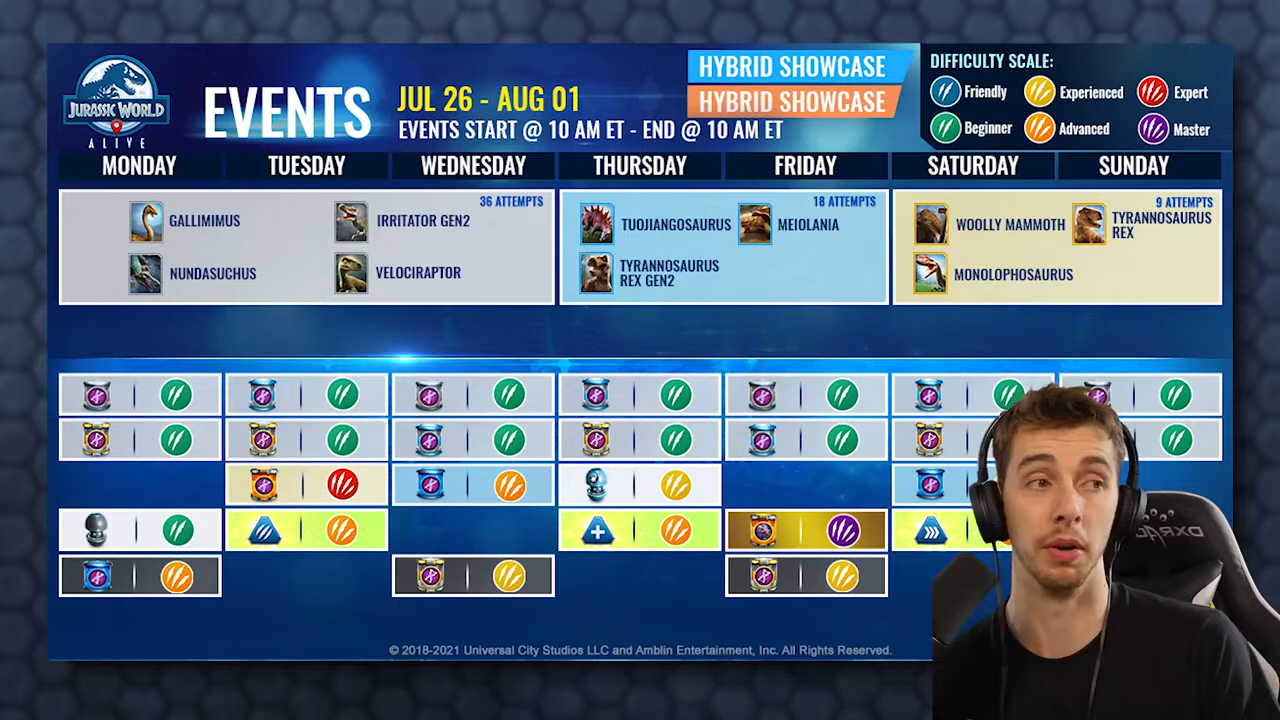 JURASSIC WORLD
ALIVE
EVENTS
JUL 26 - AUG 01
EVENTS START @ 10 AM ET - END @ 10 AM ET
HYBRID SHOWCASE
HYBRID SHOWCASE
DIFFICULTY SCALE:
Friendly
Experienced
Expert
Beginner
Advanced
Master
MONDAY
TUESDAY
WEDNESDAY
THURSDAY
FRIDAY
SATURDAY
SUNDAY
36 ATTEMPTS
GALLIMIMUS
IRRITATOR GEN2
NUNDASUCHUS
VELOCIRAPTOR
18 ATTEMPTS
TUOJIANGOSAURUS
MEIOLANIA
TYRANNOSAURUS
REX GEN2
9 ATTEMPTS
WOOLLY MAMMOTH
TYRANNOSAURUS
REX
MONOLOPHOSAURUS
DXRAC
© 2018-2021 Universal City Studios LLC and Amblin Entertainment, Inc. All Rights Reserved.